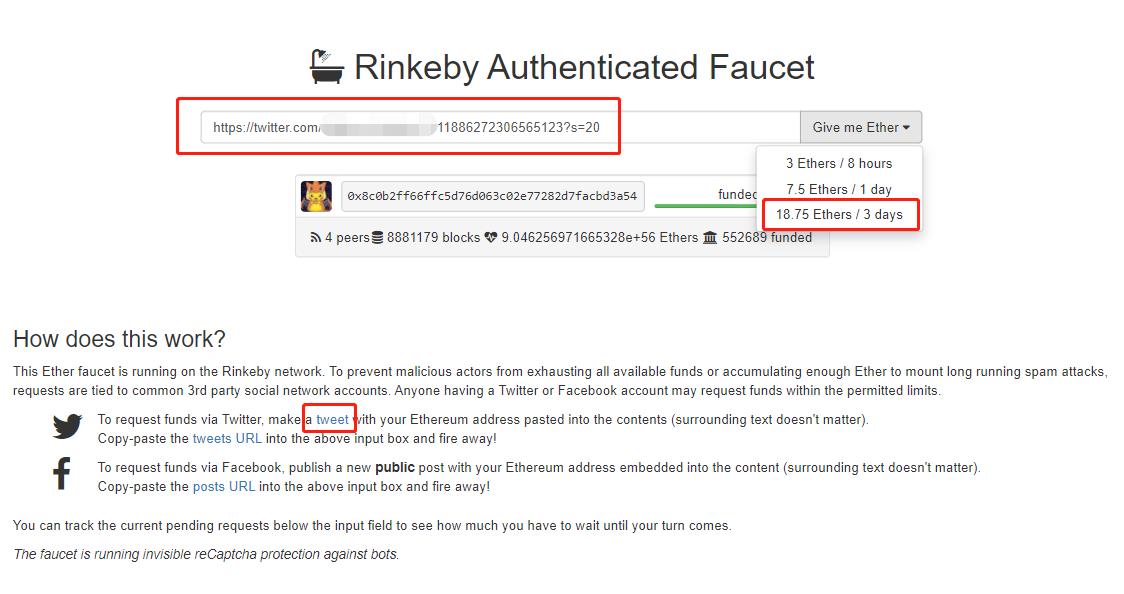 Rinkeby Authenticated Faucet
https://twitter.com/ 11886272306565123?s=20
Give me Ether
3 Ethers / 8 hours
7.5 Ethers / 1 day
18.75 Ethers / 3 days
0x8c0b2ff66ffc5d76d063c02e77282d7facbd3a54
funded
4 peers 8881179 blocks 9.046256971665328e+56 Ethers 552689 funded
How does this work?
This Ether faucet is running on the Rinkeby network. To prevent malicious actors from exhausting all available funds or accumulating enough Ether to mount long running spam attacks,
requests are tied to common 3rd party social network accounts. Anyone having a Twitter or Facebook account may request funds within the permitted limits.
To request funds via Twitter, make a tweet with your Ethereum address pasted into the contents (surrounding text doesn't matter).
Copy-paste the tweets URL into the above input box and fire away!
To request funds via Facebook, publish a new public post with your Ethereum address embedded into the content (surrounding text doesn't matter).
Copy-paste the posts URL into the above input box and fire away!
You can track the current pending requests below the input field to see how much you have to wait until your turn comes.
The faucet is running invisible reCaptcha protection against bots.